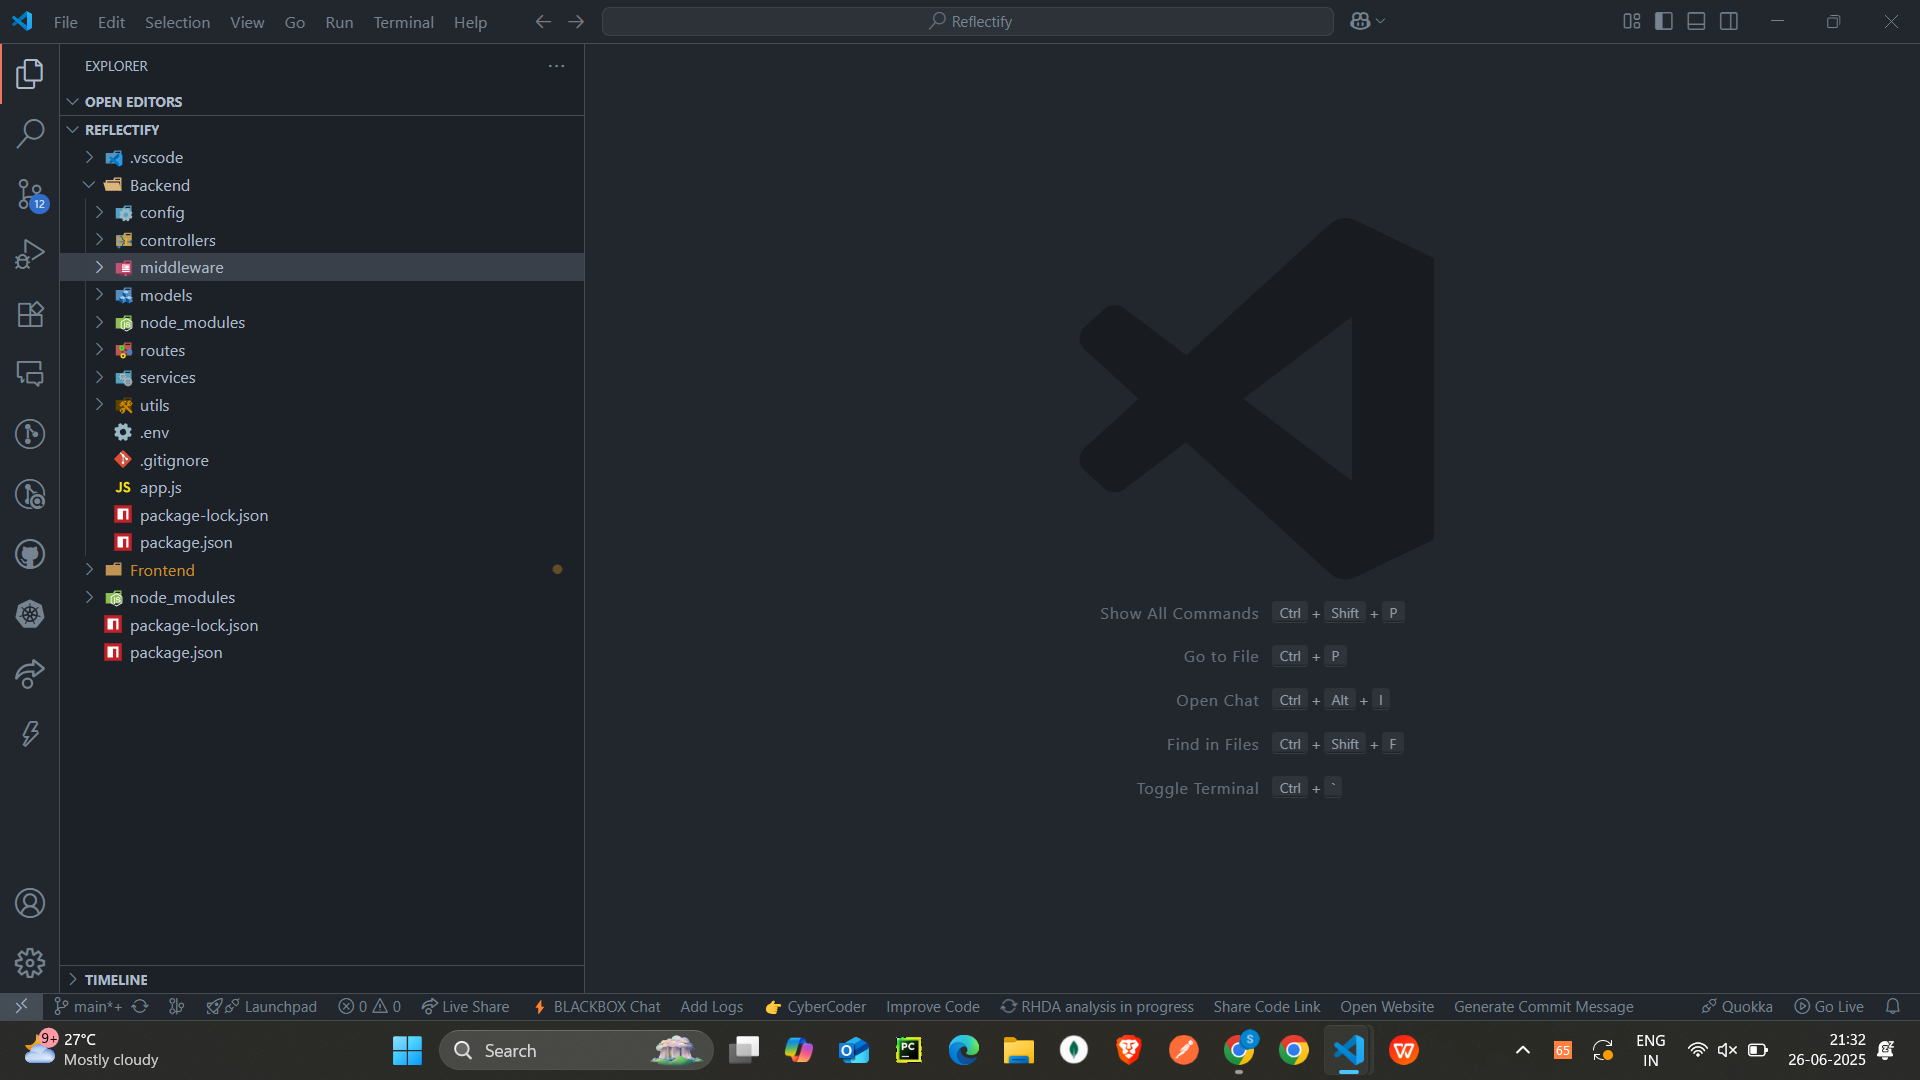 File Edit Selection View Go Run Terminal Help
Reflectify
EXPLORER
OPEN EDITORS
REFLECTIFY
.vscode
Backend
config
controllers
middleware
models
node_modules
routes
services
utils
.env
.gitignore
JS app.js
package-lock.json
package.json
Frontend
node_modules
package-lock.json
package.json
TIMELINE
12
Show All Commands Ctrl + Shift + P
Go to File Ctrl + P
Open Chat Ctrl + Alt + I
Find in Files Ctrl + Shift + F
Toggle Terminal Ctrl + `
main*+ Launchpad 0 0 Live Share BLACKBOX Chat Add Logs CyberCoder Improve Code RHDA analysis in progress Share Code Link Open Website Generate Commit Message Quokka Go Live
9+ 27°C
Mostly cloudy
Search
PC
S
65
ENG
IN
21:32
26-06-2025